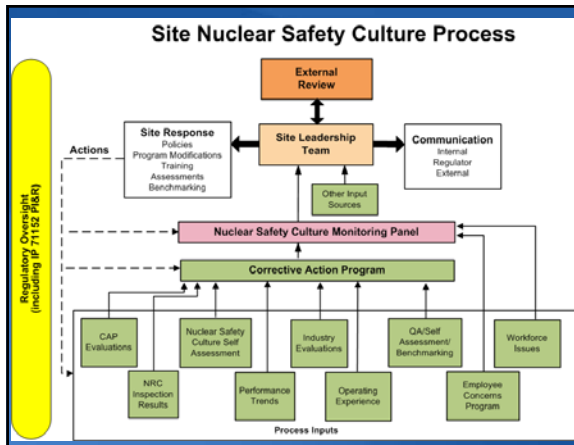 Site Nuclear Safety Culture Process
Regulatory Oversight
(including IP 71152 PI&R)
External
Review
Actions
Site Response
Policies
Program Modifications
Training
Assessments
Benchmarking
Site Leadership
Team
Communication
Internal
Regulator
External
Other Input
Sources
Nuclear Safety Culture Monitoring Panel
Corrective Action Program
CAP
Evaluations
Nuclear Safety
Culture Self
Assessment
Industry
Evaluations
QA/Self
Assessment/
Benchmarking
Workforce
Issues
NRC
Inspection
Results
Performance
Trends
Operating
Experience
Employee
Concerns
Program
Process Inputs